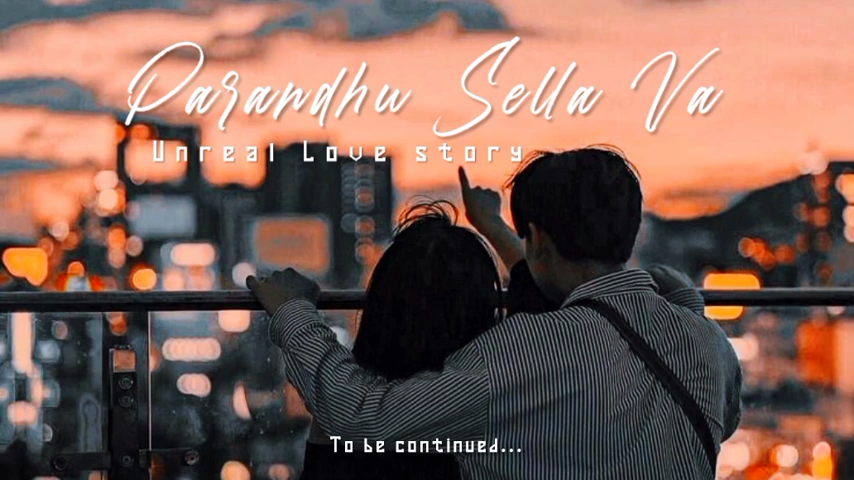 Parandhu Sella Va
Unreal Love story
To be continued...